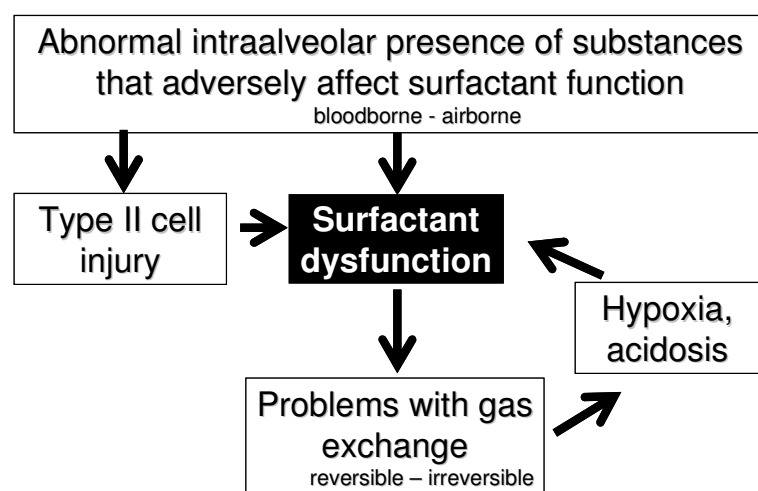 Abnormal intraalveolar presence of substances
that adversely affect surfactant function
bloodborne - airborne
Type II cell
injury
Surfactant
dysfunction
Hypoxia,
acidosis
Problems with gas
exchange
reversible – irreversible